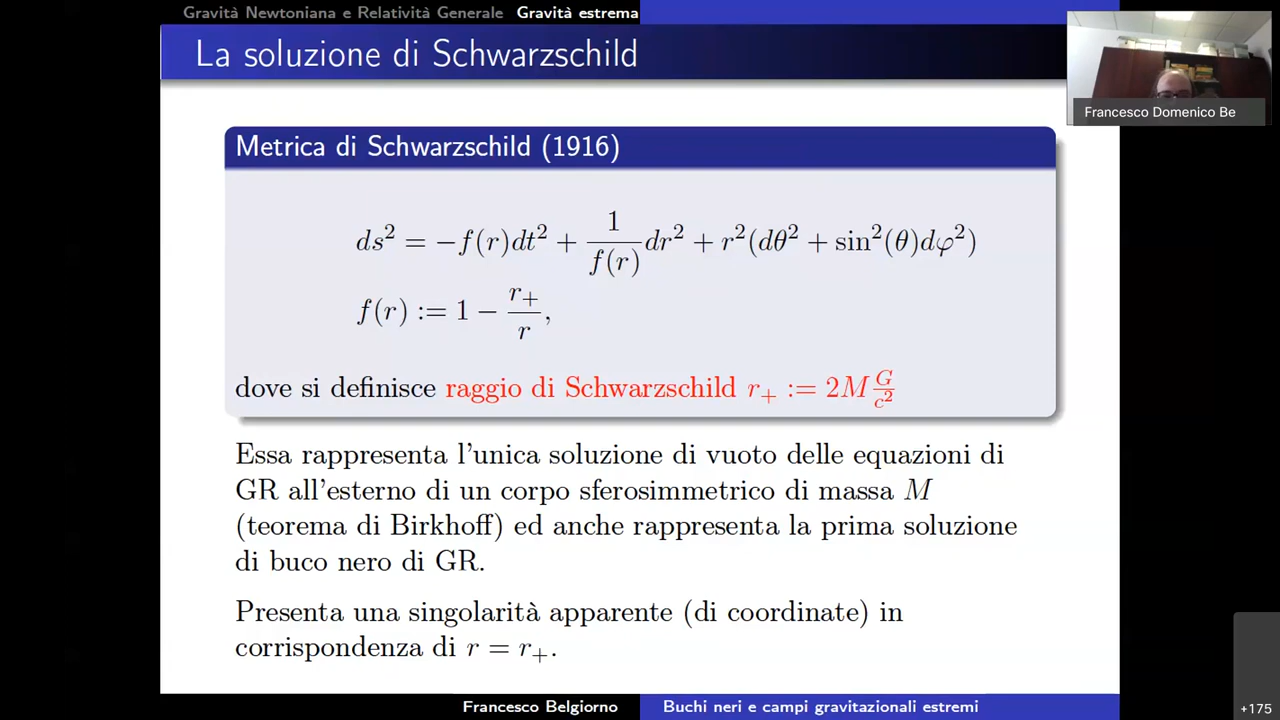 Gravità Newtoniana e Relatività Generale Gravità estrema
La soluzione di Schwarzschild
Francesco Domenico Be
Metrica di Schwarzschild (1916)
ds² = −f(r)dt² + 1/f(r) dr² + r²(dθ² + sin²(θ)dφ²)
f(r) := 1 − r₊/r,
dove si definisce raggio di Schwarzschild r₊ := 2M G/c²
Essa rappresenta l'unica soluzione di vuoto delle equazioni di
GR all'esterno di un corpo sferosimmetrico di massa M
(teorema di Birkhoff) ed anche rappresenta la prima soluzione
di buco nero di GR.
Presenta una singolarità apparente (di coordinate) in
corrispondenza di r = r₊.
Francesco Belgiorno Buchi neri e campi gravitazionali estremi
+175